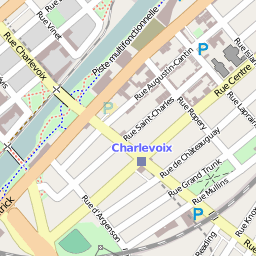 Rue Vinet
Piste multifonctionnelle
Rue Charlevoix
P
Rue Augustin-Cantin
Rue Centre
P
Rue Ropery
Rue Saint-Charles
Charlevoix
Rue de Châteauguay
Rue Grand Trunk
Rue Mullins
Rue d'Argenson
P
Reading